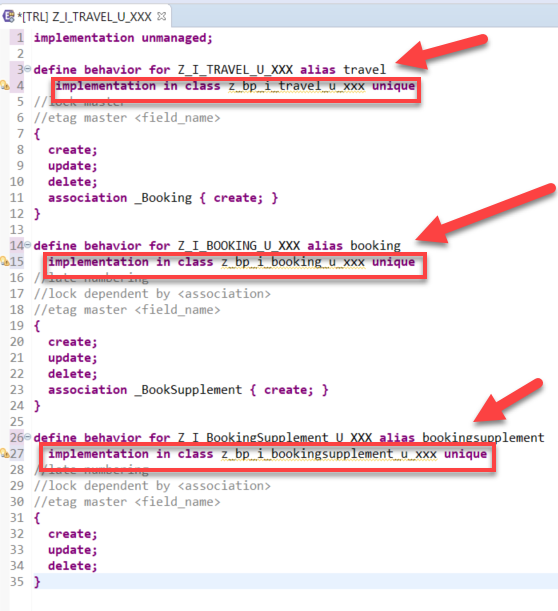 *[TRL] Z_I_TRAVEL_U_XXX
1 implementation unmanaged;
2
3 define behavior for Z_I_TRAVEL_U_XXX alias travel
4 implementation in class z_bp_i_travel_u_xxx unique
5 //lock master
6 //etag master <field_name>
7 {
8 create;
9 update;
10 delete;
11 association _Booking { create; }
12 }
13
14 define behavior for Z_I_BOOKING_U_XXX alias booking
15 implementation in class z_bp_i_booking_u_xxx unique
16 //late numbering
17 //lock dependent by <association>
18 //etag master <field_name>
19 {
20 create;
21 update;
22 delete;
23 association _BookSupplement { create; }
24 }
25
26 define behavior for Z_I_BookingSupplement_U_XXX alias bookingsupplement
27 implementation in class z_bp_i_bookingsupplement_u_xxx unique
28 //late numbering
29 //lock dependent by <association>
30 //etag master <field_name>
31 {
32 create;
33 update;
34 delete;
35 }